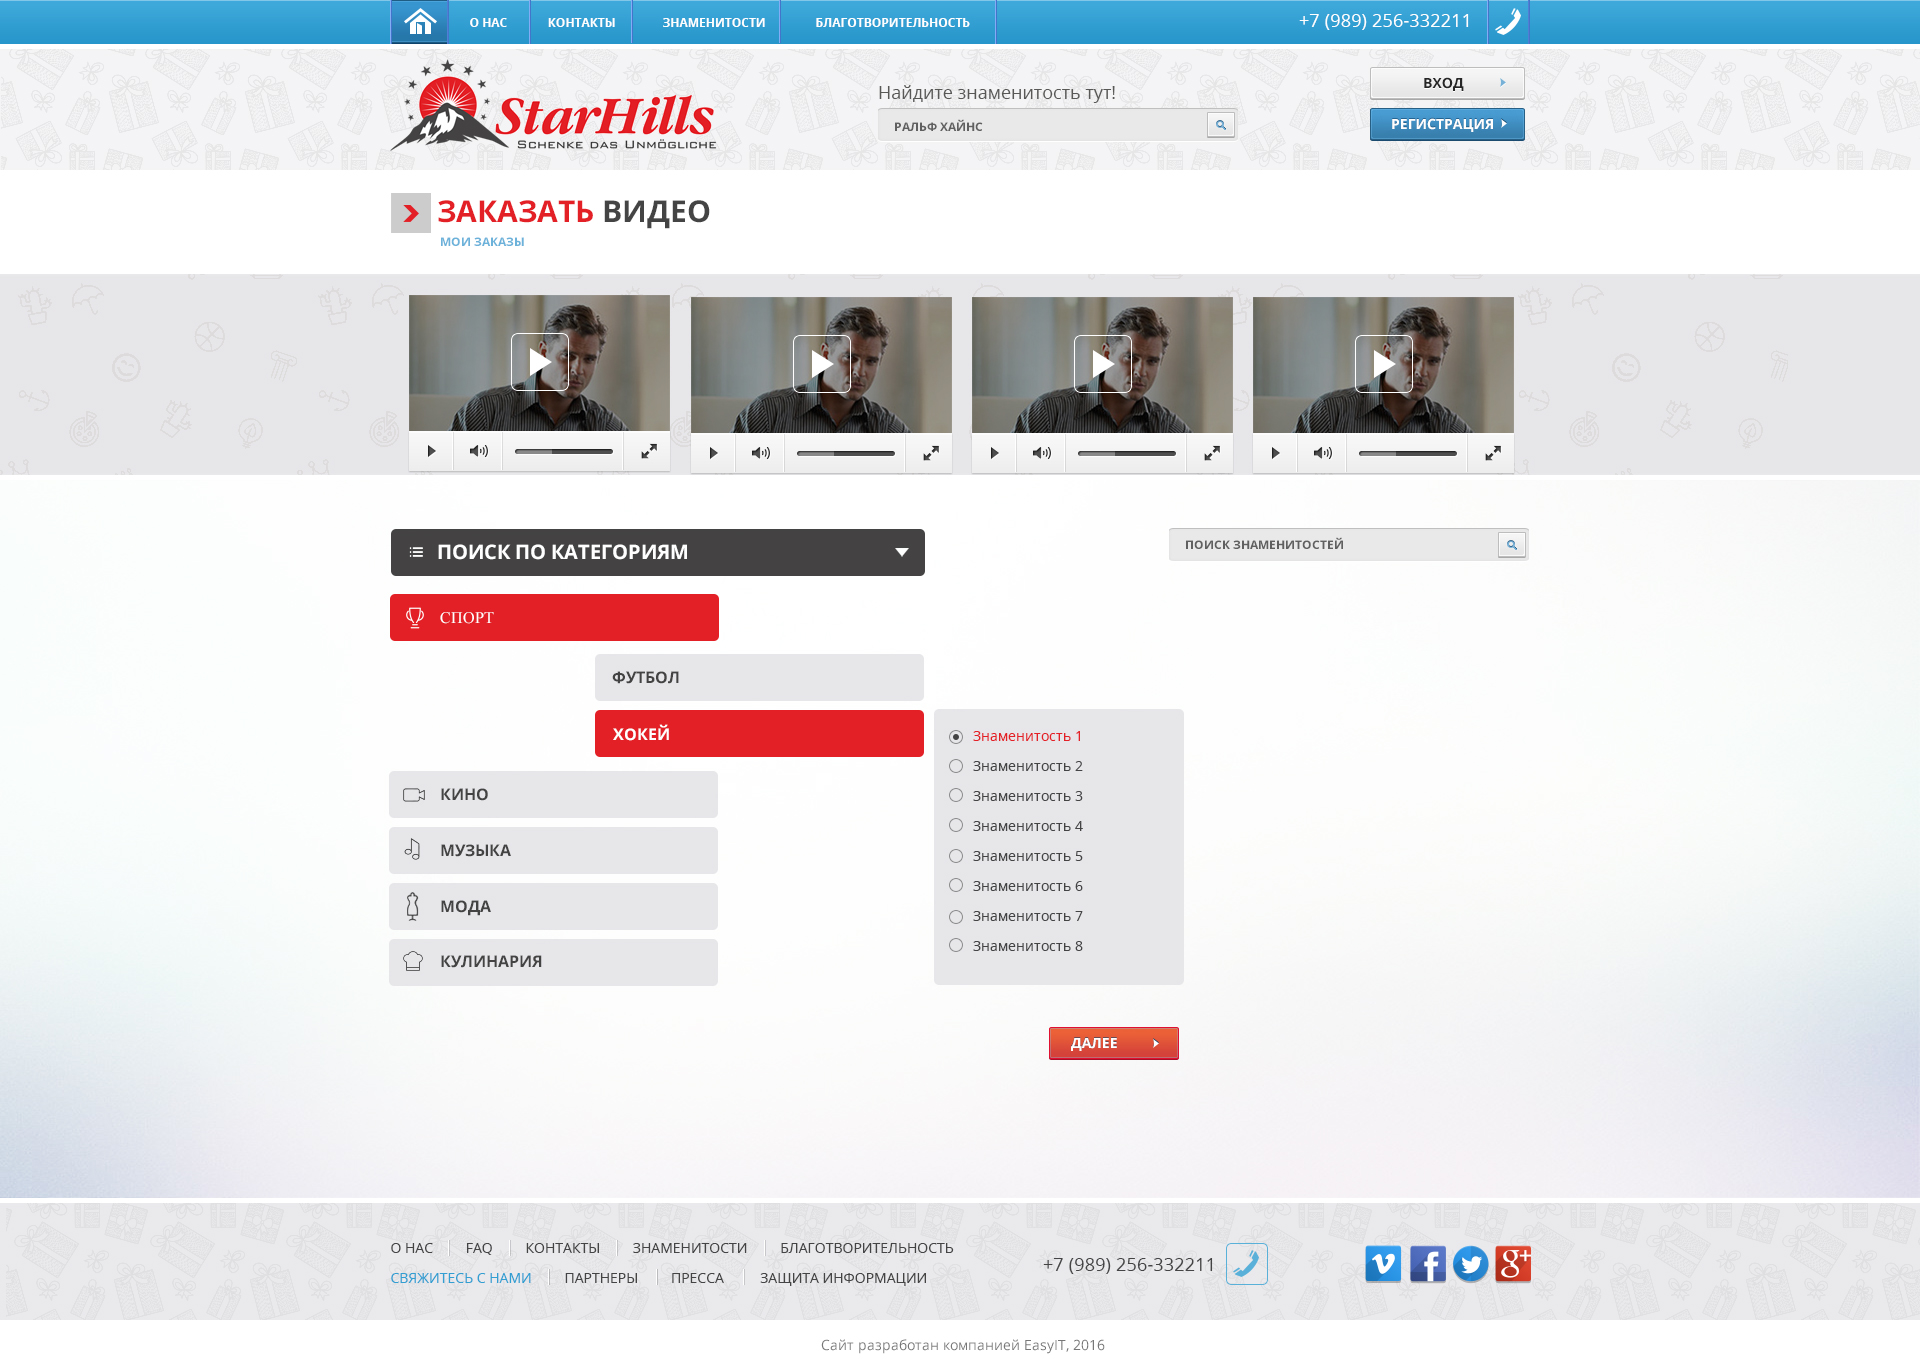 О НАС КОНТАКТЫ ЗНАМЕНИТОСТИ БЛАГОТВОРИТЕЛЬНОСТЬ +7 (989) 256-332211
StarHills
SCHENKE DAS UNMÖGLICHE
Найдите знаменитость тут!
РАЛЬФ ХАЙНС
ВХОД
РЕГИСТРАЦИЯ
ЗАКАЗАТЬ ВИДЕО
МОИ ЗАКАЗЫ
ПОИСК ПО КАТЕГОРИЯМ
ПОИСК ЗНАМЕНИТОСТЕЙ
СПОРТ
ФУТБОЛ
ХОКЕЙ
Знаменитость 1
Знаменитость 2
Знаменитость 3
Знаменитость 4
Знаменитость 5
Знаменитость 6
Знаменитость 7
Знаменитость 8
КИНО
МУЗЫКА
МОДА
КУЛИНАРИЯ
ДАЛЕЕ
О НАС FAQ КОНТАКТЫ ЗНАМЕНИТОСТИ БЛАГОТВОРИТЕЛЬНОСТЬ
СВЯЖИТЕСЬ С НАМИ ПАРТНЕРЫ ПРЕССА ЗАЩИТА ИНФОРМАЦИИ
+7 (989) 256-332211
Сайт разработан компанией EasyIT, 2016